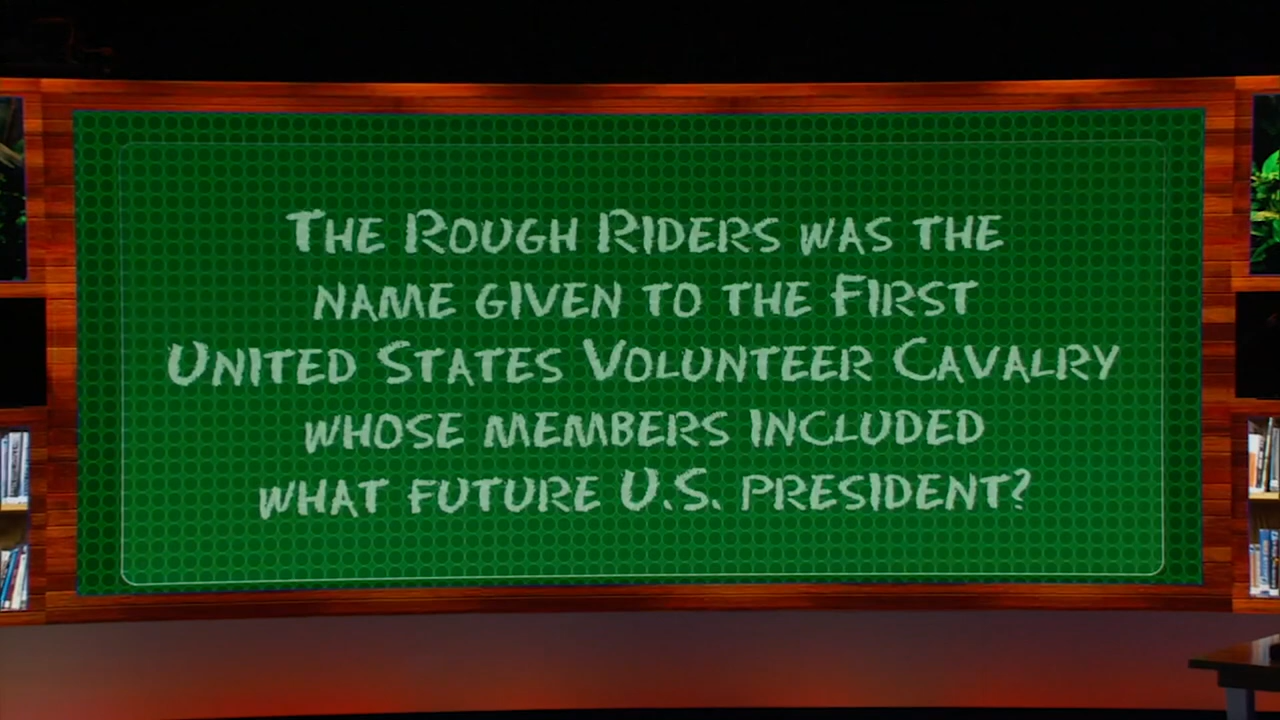 The Rough Riders was the
name given to the First
United States Volunteer Cavalry
whose members included
what future U.S. president?